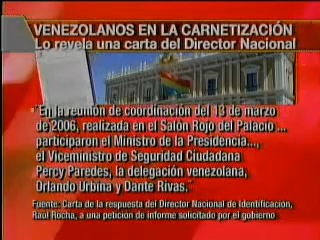 VENEZOLANOS EN LA CARNETIZACIÓN
Lo revela una carta del Director Nacional
"En la reunión de coordinación del 13 de marzo
de 2006, realizada en el Salón Rojo del Palacio ...
participaron el Ministro de la Presidencia...,
el Viceministro de Seguridad Ciudadana
Percy Paredes, la delegación venezolana,
Orlando Urbina y Dante Rivas."
Fuente: Carta de la respuesta del Director Nacional de Identificación,
Raúl Rocha, a una petición de informe solicitado por el gobierno